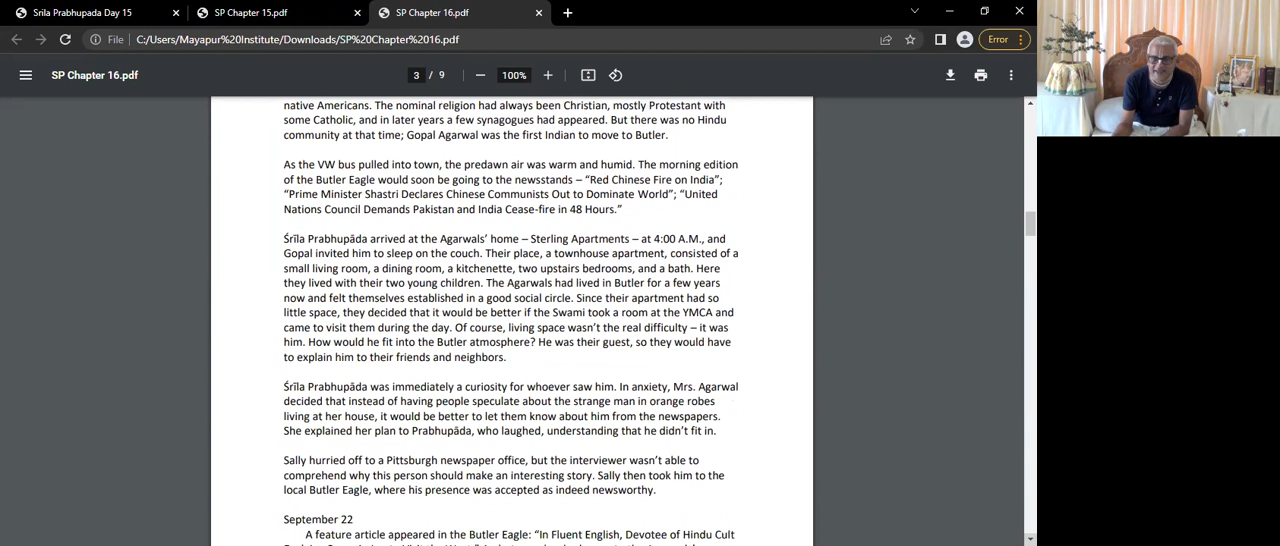 Srila Prabhupada Day 15
SP Chapter 15.pdf
SP Chapter 16.pdf
File
C:/Users/Mayapur%20Institute/Downloads/SP%20Chapter%2016.pdf
Error
SP Chapter 16.pdf
3 / 9
100%
native Americans. The nominal religion had always been Christian, mostly Protestant with
some Catholic, and in later years a few synagogues had appeared. But there was no Hindu
community at that time; Gopal Agarwal was the first Indian to move to Butler.
As the VW bus pulled into town, the predawn air was warm and humid. The morning edition
of the Butler Eagle would soon be going to the newsstands – “Red Chinese Fire on India”;
“Prime Minister Shastri Declares Chinese Communists Out to Dominate World”; “United
Nations Council Demands Pakistan and India Cease-fire in 48 Hours.”
Śrīla Prabhupāda arrived at the Agarwals’ home – Sterling Apartments – at 4:00 A.M., and
Gopal invited him to sleep on the couch. Their place, a townhouse apartment, consisted of a
small living room, a dining room, a kitchenette, two upstairs bedrooms, and a bath. Here
they lived with their two young children. The Agarwals had lived in Butler for a few years
now and felt themselves established in a good social circle. Since their apartment had so
little space, they decided that it would be better if the Swami took a room at the YMCA and
came to visit them during the day. Of course, living space wasn’t the real difficulty – it was
him. How would he fit into the Butler atmosphere? He was their guest, so they would have
to explain him to their friends and neighbors.
Śrīla Prabhupāda was immediately a curiosity for whoever saw him. In anxiety, Mrs. Agarwal
decided that instead of having people speculate about the strange man in orange robes
living at her house, it would be better to let them know about him from the newspapers.
She explained her plan to Prabhupāda, who laughed, understanding that he didn’t fit in.
Sally hurried off to a Pittsburgh newspaper office, but the interviewer wasn’t able to
comprehend why this person should make an interesting story. Sally then took him to the
local Butler Eagle, where his presence was accepted as indeed newsworthy.
September 22
A feature article appeared in the Butler Eagle: “In Fluent English, Devotee of Hindu Cult